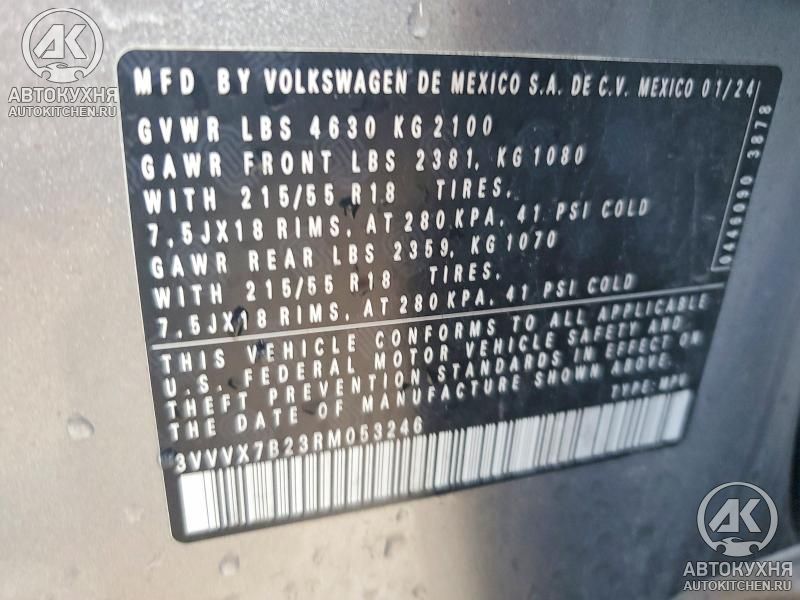 АК
АВТОКУХНЯ
AUTOKITCHEN.RU
MFD BY VOLKSWAGEN DE MEXICO S.A. DE C.V. MEXICO 01/24
GVWR LBS 4630 KG 2100
GAWR FRONT LBS 2381, KG 1080
WITH 215/55 R18 TIRES,
7,5JX18 RIMS, AT 280 KPA, 41 PSI COLD
GAWR REAR LBS 2359, KG 1070
WITH 215/55 R18 TIRES,
7,5JX18 RIMS, AT 280 KPA, 41 PSI COLD
THIS VEHICLE CONFORMS TO ALL APPLICABLE
U.S. FEDERAL MOTOR VEHICLE SAFETY AND,
THEFT PREVENTION STANDARDS IN EFFECT ON
THE DATE OF MANUFACTURE SHOWN ABOVE.
TYPE: MPV
3VVVX7B23RM053246
3878
АК
АВТОКУХНЯ
AUTOKITCHEN.RU